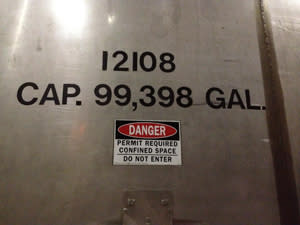 12108
CAP. 99,398 GAL.
DANGER
PERMIT REQUIRED
CONFINED SPACE
DO NOT ENTER